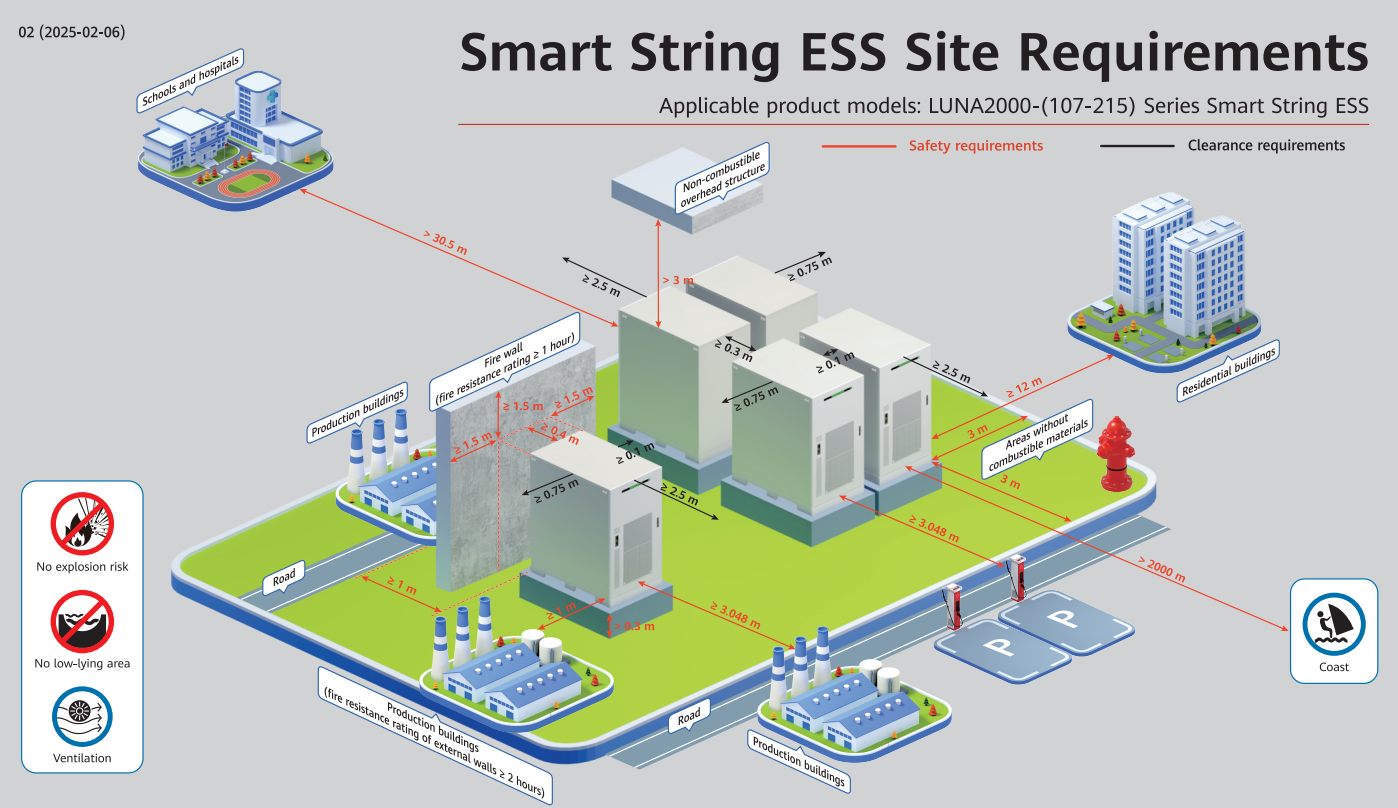 02 (2025-02-06)
Smart String ESS Site Requirements
Applicable product models: LUNA2000-(107-215) Series Smart String ESS
Safety requirements
Clearance requirements
Schools and hospitals
Non-combustible
overhead structure
> 30.5 m
≥ 2.5 m
> 3 m
≥ 0.75 m
Fire wall
(fire resistance rating ≥ 1 hour)
≥ 0.3 m
≥ 0.1 m
≥ 2.5 m
≥ 0.75 m
≥ 12 m
Residential buildings
3 m
Areas without
combustible materials
3 m
Production buildings
≥ 1.5 m
≥ 1.5 m
≥ 1.5 m
≥ 0.4 m
≥ 0.1 m
≥ 0.75 m
≥ 2.5 m
≥ 3.048 m
> 2000 m
No explosion risk
No low-lying area
Ventilation
Road
≥ 1 m
≥ 1 m
> 0.3 m
≥ 3.048 m
P
P
Coast
Production buildings
(fire resistance rating of external walls ≥ 2 hours)
Road
Production buildings